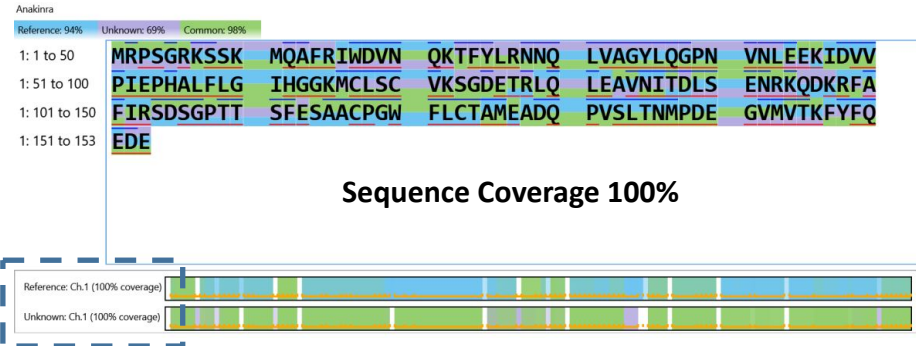 Anakinra
Reference: 94% Unknown: 69% Common: 98%
1: 1 to 50 MRPSGRKSSK MQAFRIWDVN QKTFYLRNNQ LVAGYLQGPN VNLEEKIDVV
1: 51 to 100 PIEPHALFLG IHGGKMCLSC VKSGDETRLQ LEAVNITDLS ENRKQDKRFA
1: 101 to 150 FIRSDSGPTT SFESAACPGW FLCTAMEADQ PVSLTNMPDE GVMVTKFYFQ
1: 151 to 153 EDE
Sequence Coverage 100%
Reference: Ch.1 (100% coverage)
Unknown: Ch.1 (100% coverage)